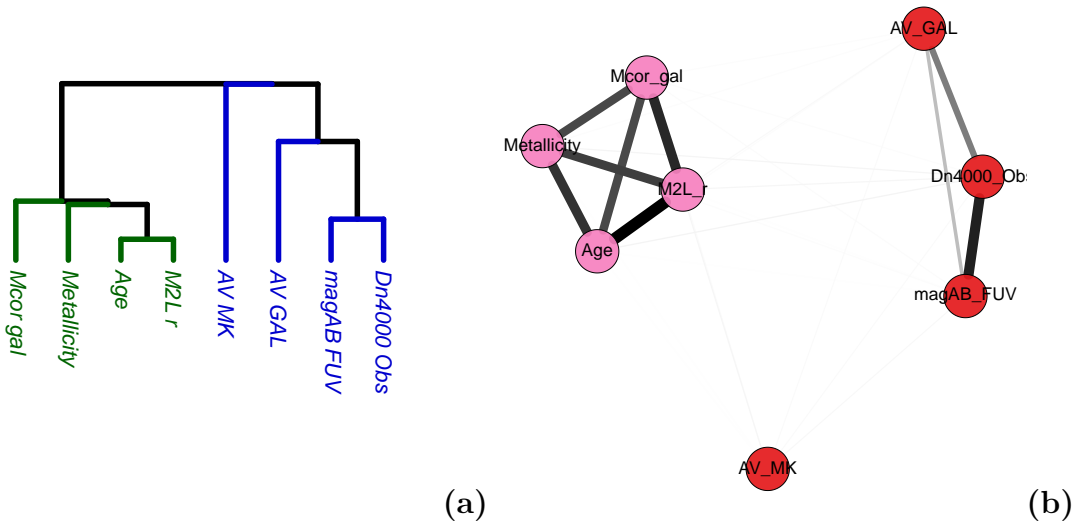 Mcor gal
Metallicity
Age
M2L r
AV MK
AV GAL
magAB FUV
Dn4000 Obs
(a)
AV_GAL
Mcor_gal
Metallicity
Dn4000_Obs
M2L_r
Age
magAB_FUV
AV_MK
(b)